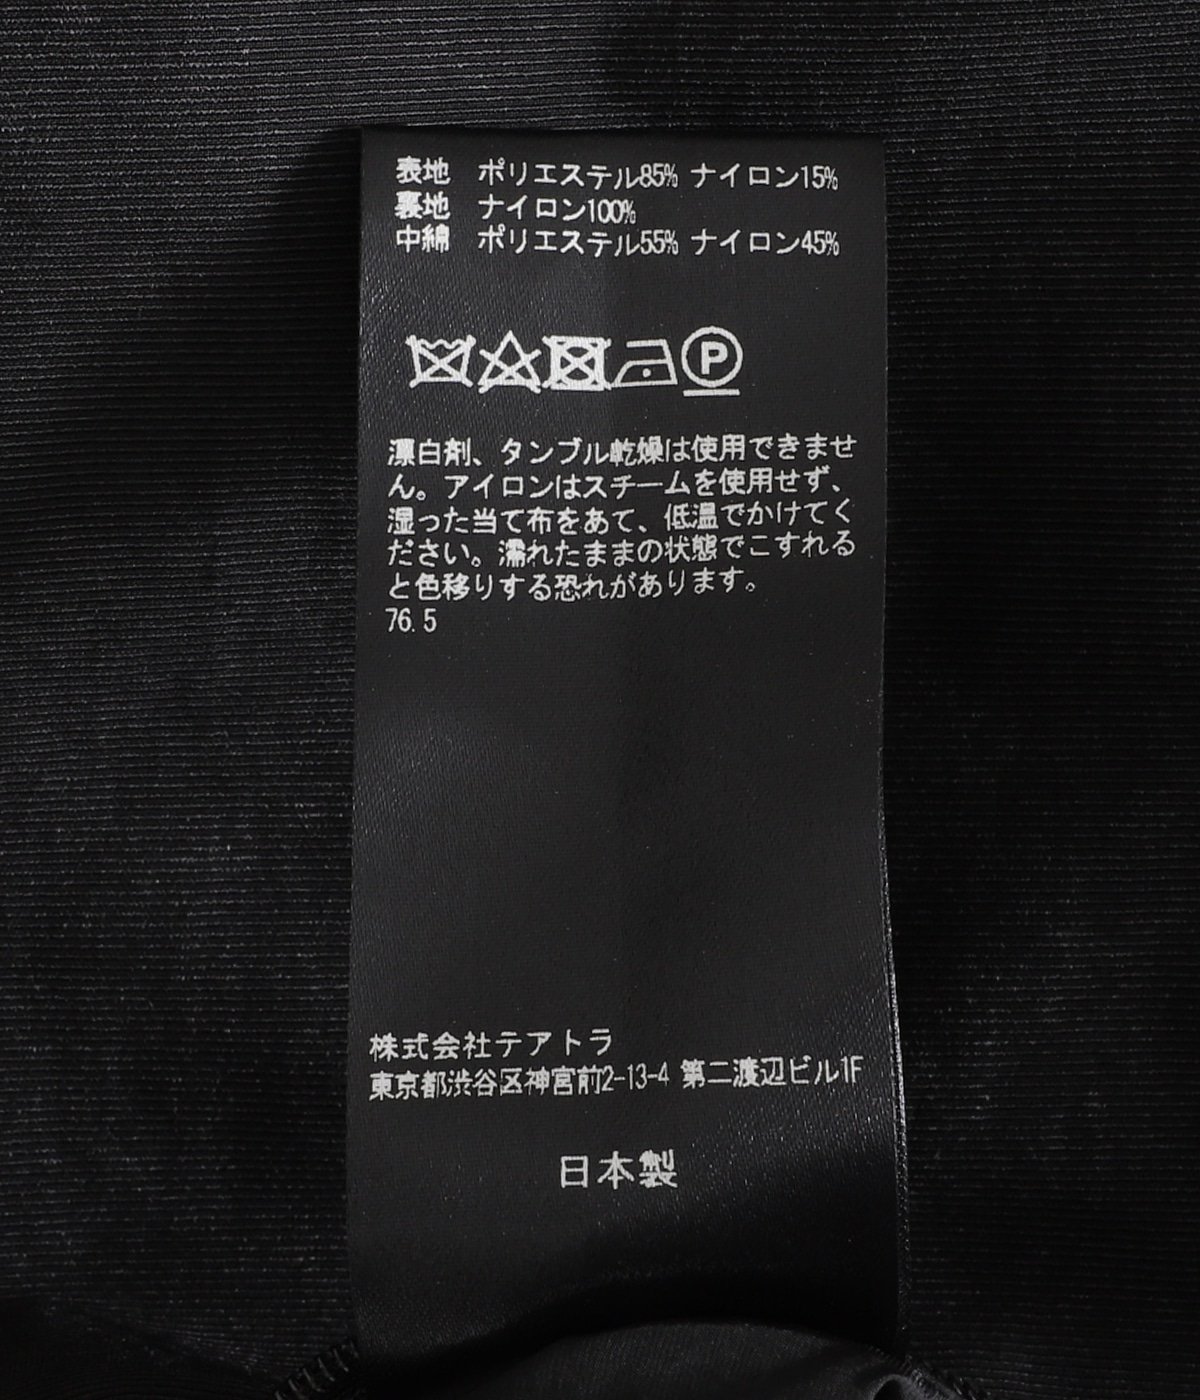 表地 ポリエステル85% ナイロン15%
裏地 ナイロン100%
中綿 ポリエステル55% ナイロン45%
P
漂白剤、タンブル乾燥は使用できませ
ん。アイロンはスチームを使用せず、
湿った当て布をあて、低温でかけてく
ださい。濡れたままの状態でこすれる
と色移りする恐れがあります。
76.5
株式会社テアトラ
東京都渋谷区神宮前2-13-4 第二渡辺ビル1F
日本製